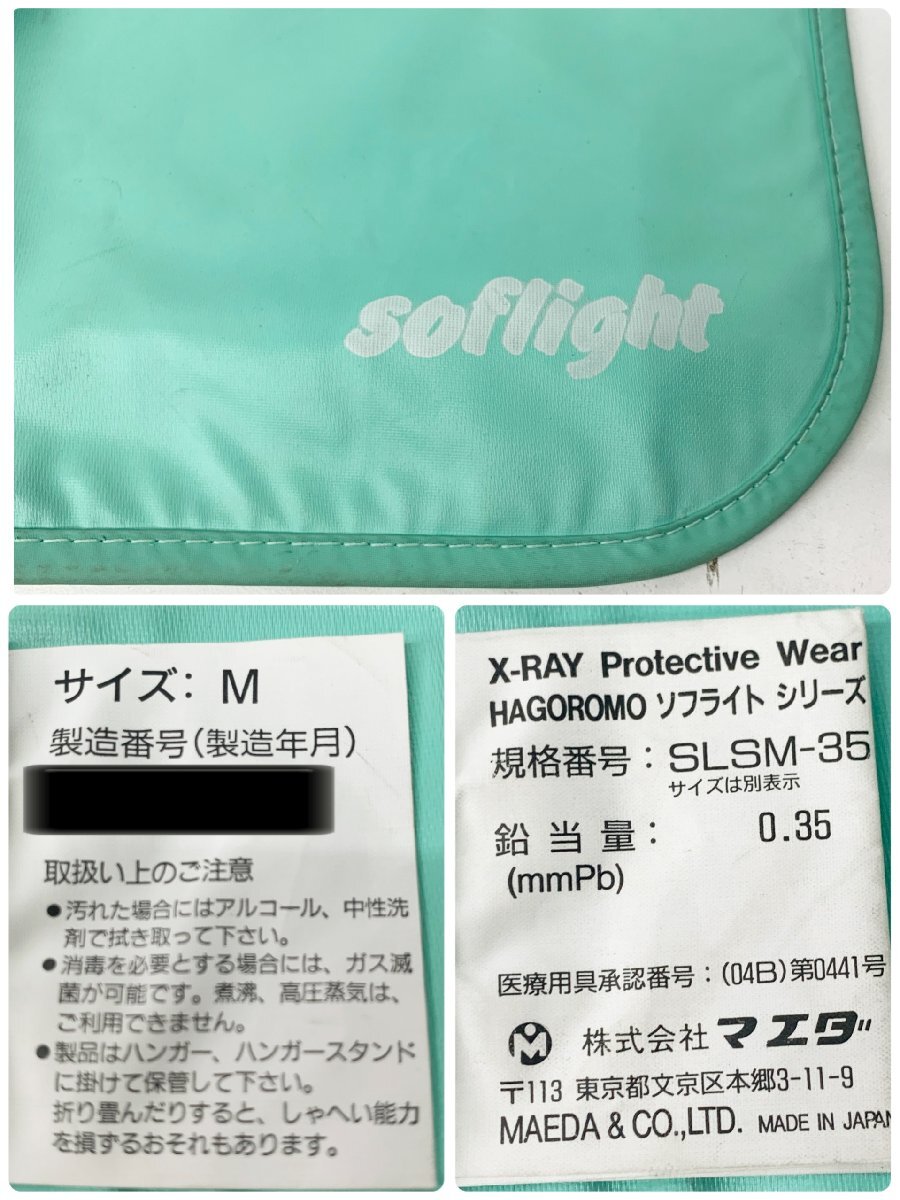 soflight
サイズ: M
製造番号(製造年月)
取扱い上のご注意
●汚れた場合にはアルコール、中性洗
剤で拭き取って下さい。
●消毒を必要とする場合には、ガス滅
菌が可能です。煮沸、高圧蒸気は、
ご利用できません。
●製品はハンガー、ハンガースタンド
に掛けて保管して下さい。
折り畳んだりすると、しゃへい能力
を損ずるおそれもあります。
X-RAY Protective Wear
HAGOROMO ソフライト シリーズ
規格番号：SLSM-35
サイズは別表示
鉛当量： 0.35
(mmPb)
医療用具承認番号：(04B)第0441号
株式会社マエダ
〒113 東京都文京区本郷3-11-9
MAEDA & CO.,LTD. MADE IN JAPAN